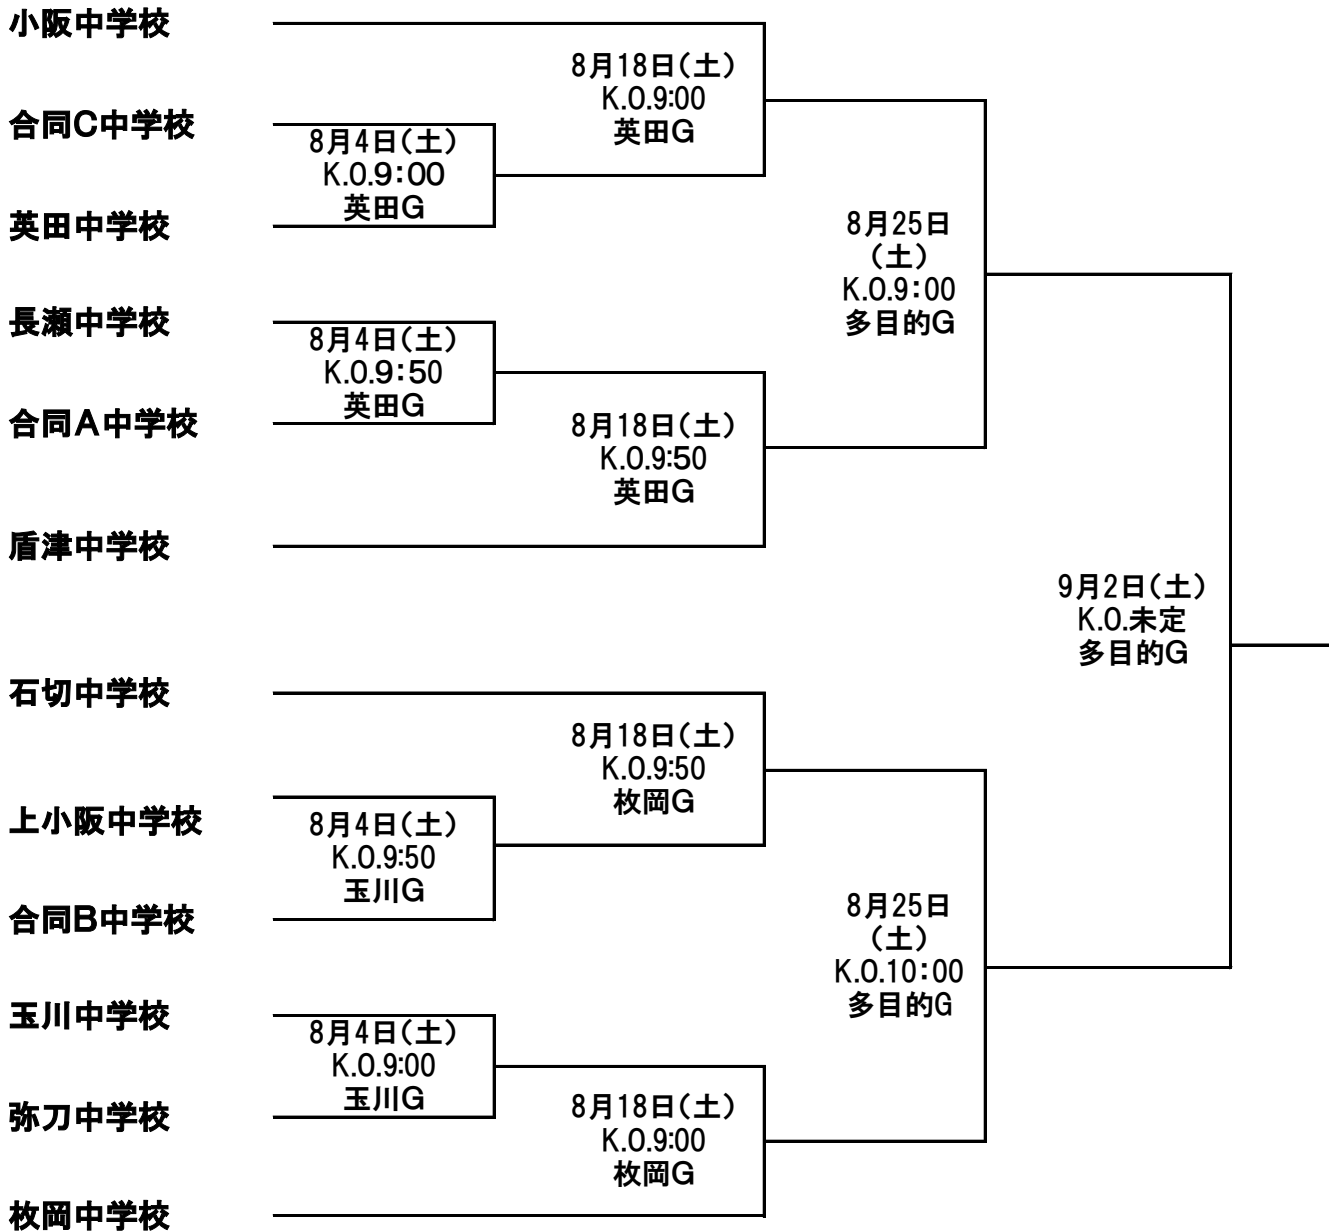 小阪中学校
8月18日(土)
K.O.9:00
英田G
合同C中学校
8月4日(土)
K.O.9:00
英田G
英田中学校
8月25日
(土)
K.O.9:00
多目的G
長瀬中学校
8月4日(土)
K.O.9:50
英田G
合同A中学校
8月18日(土)
K.O.9:50
英田G
盾津中学校
9月2日(土)
K.O.未定
多目的G
石切中学校
8月18日(土)
K.O.9:50
枚岡G
上小阪中学校
8月4日(土)
K.O.9:50
玉川G
合同B中学校
8月25日
(土)
K.O.10:00
多目的G
玉川中学校
8月4日(土)
K.O.9:00
玉川G
弥刀中学校
8月18日(土)
K.O.9:00
枚岡G
枚岡中学校